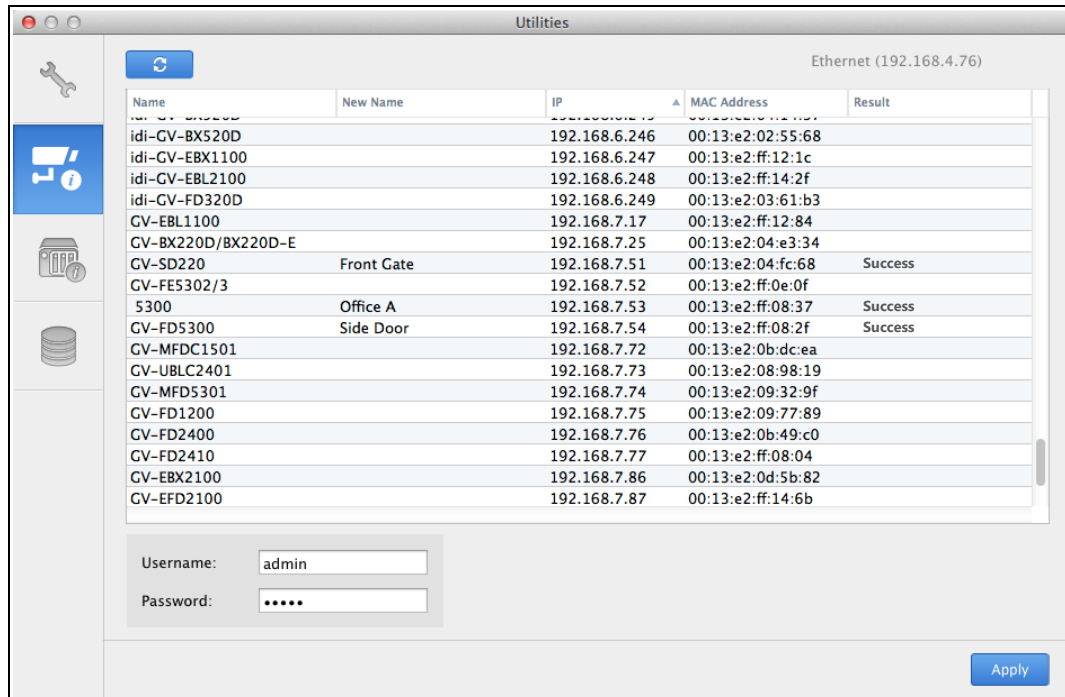 Utilities
Ethernet (192.168.4.76)
Name New Name IP MAC Address Result
idi-GV-BX520D 192.168.6.246 00:13:e2:02:55:68
idi-GV-EBX1100 192.168.6.247 00:13:e2:ff:12:1c
idi-GV-EBL2100 192.168.6.248 00:13:e2:ff:14:2f
idi-GV-FD320D 192.168.6.249 00:13:e2:03:61:b3
GV-EBL1100 192.168.7.17 00:13:e2:ff:12:84
GV-BX220D/BX220D-E 192.168.7.25 00:13:e2:04:e3:34
GV-SD220 Front Gate 192.168.7.51 00:13:e2:04:fc:68 Success
GV-FE5302/3 192.168.7.52 00:13:e2:ff:0e:0f
5300 Office A 192.168.7.53 00:13:e2:ff:08:37 Success
GV-FD5300 Side Door 192.168.7.54 00:13:e2:ff:08:2f Success
GV-MFDC1501 192.168.7.72 00:13:e2:0b:dc:ea
GV-UBLC2401 192.168.7.73 00:13:e2:08:98:19
GV-MFD5301 192.168.7.74 00:13:e2:09:32:9f
GV-FD1200 192.168.7.75 00:13:e2:09:77:89
GV-FD2400 192.168.7.76 00:13:e2:0b:49:c0
GV-FD2410 192.168.7.77 00:13:e2:ff:08:04
GV-EBX2100 192.168.7.86 00:13:e2:0d:5b:82
GV-EFD2100 192.168.7.87 00:13:e2:ff:14:6b
Username: admin
Password: •••••
Apply